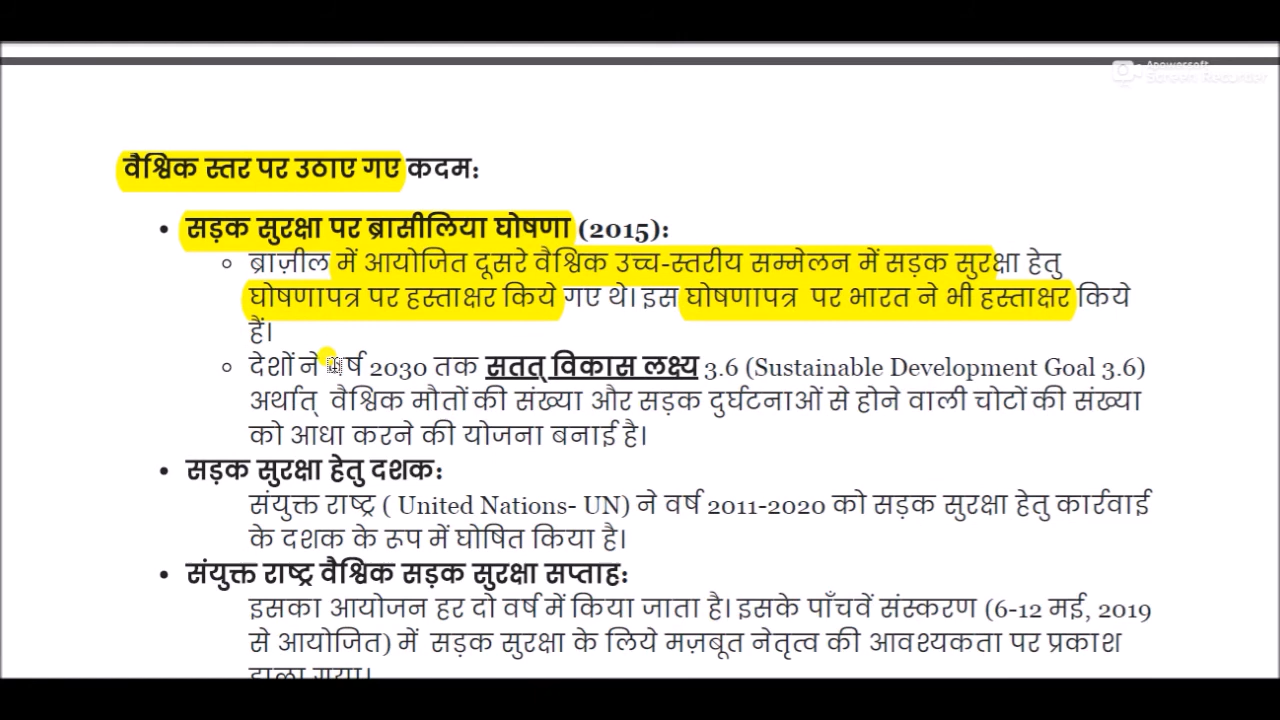 Apowersoft
Screen Recorder
वैश्विक स्तर पर उठाए गए कदम:
• सड़क सुरक्षा पर ब्रासीलिया घोषणा (2015):
○ ब्राज़ील में आयोजित दूसरे वैश्विक उच्च-स्तरीय सम्मेलन में सड़क सुरक्षा हेतु
घोषणापत्र पर हस्ताक्षर किये गए थे। इस घोषणापत्र पर भारत ने भी हस्ताक्षर किये
हैं।
○ देशों ने वर्ष 2030 तक सतत् विकास लक्ष्य 3.6 (Sustainable Development Goal 3.6)
अर्थात् वैश्विक मौतों की संख्या और सड़क दुर्घटनाओं से होने वाली चोटों की संख्या
को आधा करने की योजना बनाई है।
• सड़क सुरक्षा हेतु दशक:
संयुक्त राष्ट्र ( United Nations- UN) ने वर्ष 2011-2020 को सड़क सुरक्षा हेतु कार्रवाई
के दशक के रूप में घोषित किया है।
• संयुक्त राष्ट्र वैश्विक सड़क सुरक्षा सप्ताह:
इसका आयोजन हर दो वर्ष में किया जाता है। इसके पाँचवें संस्करण (6-12 मई, 2019
से आयोजित) में सड़क सुरक्षा के लिये मज़बूत नेतृत्व की आवश्यकता पर प्रकाश
डाला गया।